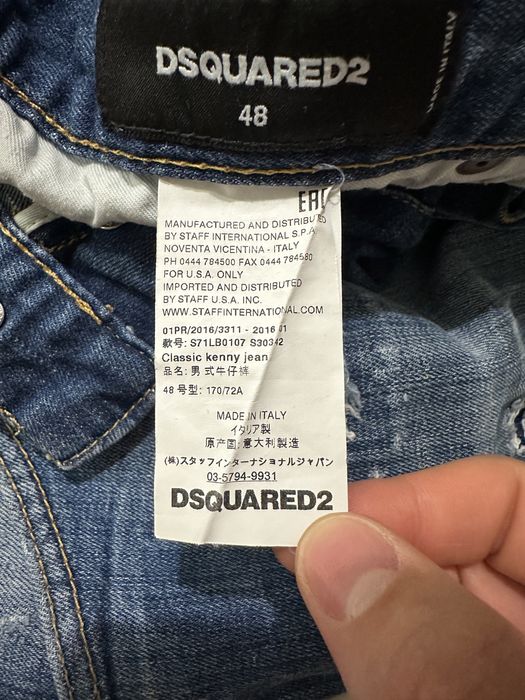 DSQUARED2
48
MADE IN ITALY
EAC
MANUFACTURED AND DISTRIBUTED
BY STAFF INTERNATIONAL S.P.A.
NOVENTA VICENTINA - ITALY
PH 0444 784500 FAX 0444 784580
FOR U.S.A. ONLY
IMPORTED AND DISTRIBUTED
BY STAFF U.S.A. INC.
WWW.STAFFINTERNATIONAL.COM
01PR/2016/3311 - 2016 01
款号: S71LB0107 S30342
Classic kenny jean
品名: 男式牛仔裤
48 号型: 170/72A
MADE IN ITALY
イタリア製
原产国: 意大利製造
(株)スタッフインターナショナルジャパン
03-5794-9931
DSQUARED2